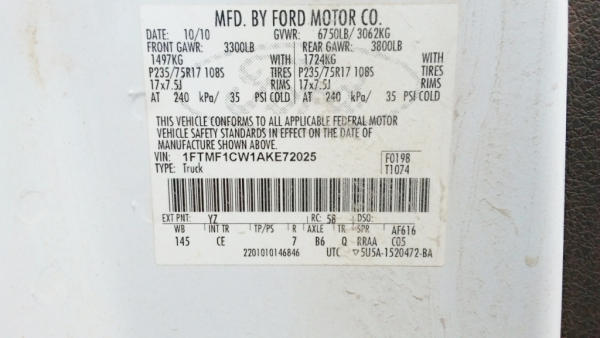 MFD. BY FORD MOTOR CO.
DATE: 10/10 GVWR: 6750LB/ 3062KG
FRONT GAWR: 3300LB REAR GAWR: 3800LB
1497KG WITH 1724KG WITH
P235/75R17 108S TIRES P235/75R17 108S TIRES
17x7.5J RIMS 17x7.5J RIMS
AT 240 kPa/ 35 PSI COLD AT 240 kPa/ 35 PSI COLD
THIS VEHICLE CONFORMS TO ALL APPLICABLE FEDERAL MOTOR
VEHICLE SAFETY STANDARDS IN EFFECT ON THE DATE OF
MANUFACTURE SHOWN ABOVE.
VIN: 1FTMF1CW1AKE72025 F0198
TYPE: Truck T1074
EXT PNT: YZ RC: 58 DSO:
WB INT TR TP/PS R AXLE TR SPR AF616
145 CE 7 B6 Q RRAA C05
2201010146846 UTC ▽5U5A-1520472-BA